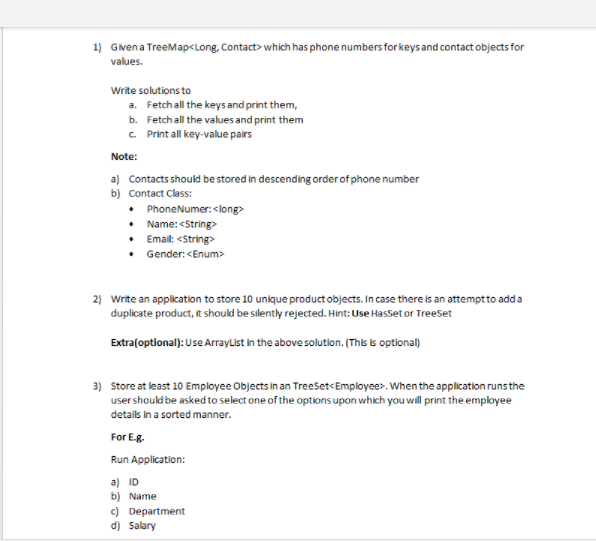 1) Given a TreeMap<Long, Contact> which has phone numbers for keys and contact objects for
values.
Write solutions to
a. Fetch all the keys and print them,
b. Fetch all the values and print them
c. Print all key-value pairs
Note:
a) Contacts should be stored in descending order of phone number
b) Contact Class:
• PhoneNumer: <long>
• Name: <String>
• Email: <String>
• Gender: <Enum>
2) Write an application to store 10 unique product objects. In case there is an attempt to add a
duplicate product, it should be silently rejected. Hint: Use HasSet or TreeSet
Extra(optional): Use ArrayList in the above solution. (This is optional)
3) Store at least 10 Employee Objects in an TreeSet<Employee>. When the application runs the
user should be asked to select one of the options upon which you will print the employee
details in a sorted manner.
For E.g.
Run Application:
a) ID
b) Name
c) Department
d) Salary